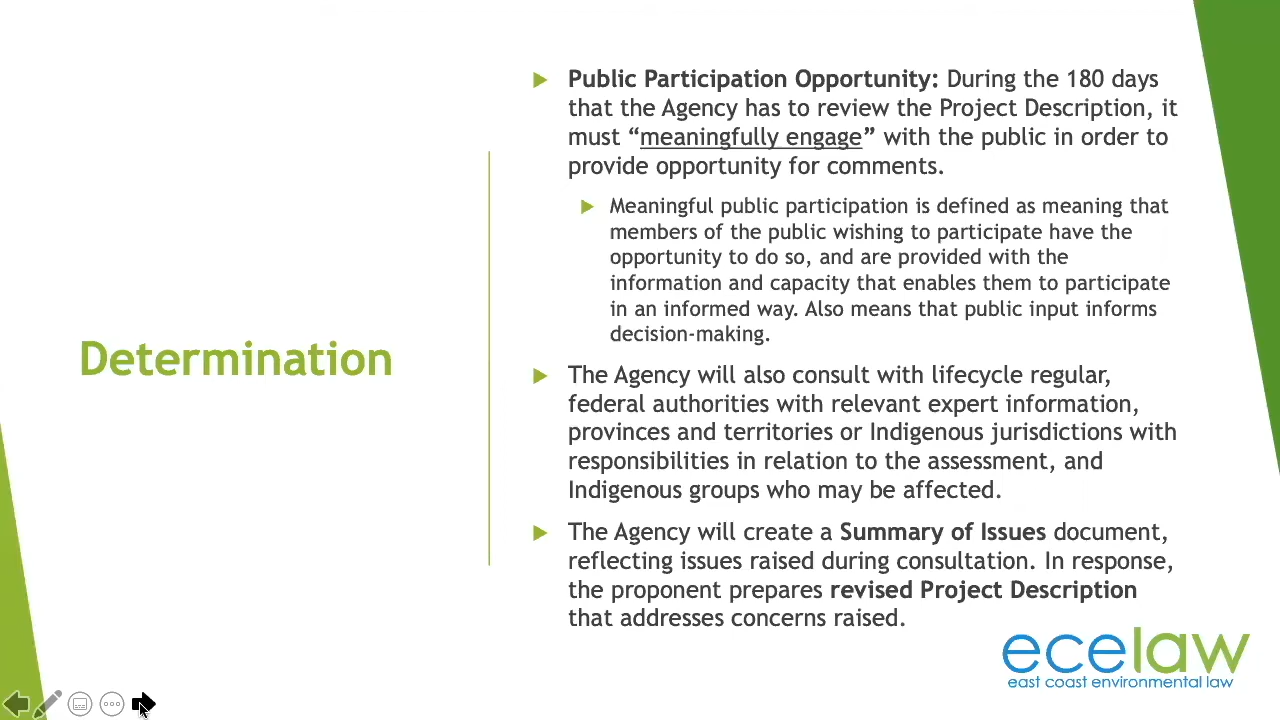 Determination
Public Participation Opportunity: During the 180 days
that the Agency has to review the Project Description, it
must “meaningfully engage” with the public in order to
provide opportunity for comments.
Meaningful public participation is defined as meaning that
members of the public wishing to participate have the
opportunity to do so, and are provided with the
information and capacity that enables them to participate
in an informed way. Also means that public input informs
decision-making.
The Agency will also consult with lifecycle regular,
federal authorities with relevant expert information,
provinces and territories or Indigenous jurisdictions with
responsibilities in relation to the assessment, and
Indigenous groups who may be affected.
The Agency will create a Summary of Issues document,
reflecting issues raised during consultation. In response,
the proponent prepares revised Project Description
that addresses concerns raised.
ecelaw
east coast environmental law